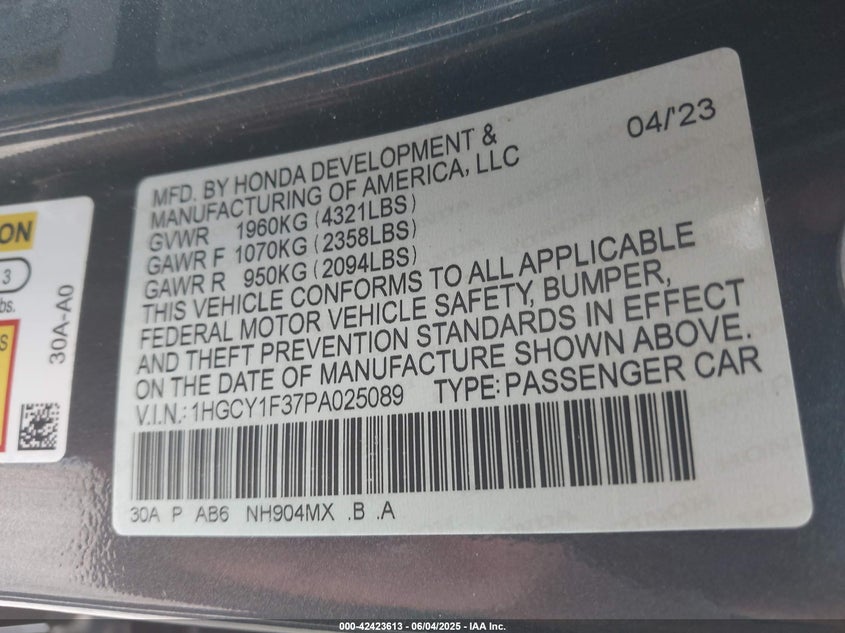 ON
3
lbs.
S
30A-A0
04/'23
MFD. BY HONDA DEVELOPMENT &
MANUFACTURING OF AMERICA, LLC
GVWR 1960KG (4321LBS)
GAWR F 1070KG (2358LBS)
GAWR R 950KG (2094LBS)
THIS VEHICLE CONFORMS TO ALL APPLICABLE
FEDERAL MOTOR VEHICLE SAFETY, BUMPER,
AND THEFT PREVENTION STANDARDS IN EFFECT
ON THE DATE OF MANUFACTURE SHOWN ABOVE.
V.I.N.: 1HGCY1F37PA025089 TYPE: PASSENGER CAR
30A P AB6 NH904MX .B .A
000-42423613 - 06/04/2025 - IAA Inc.